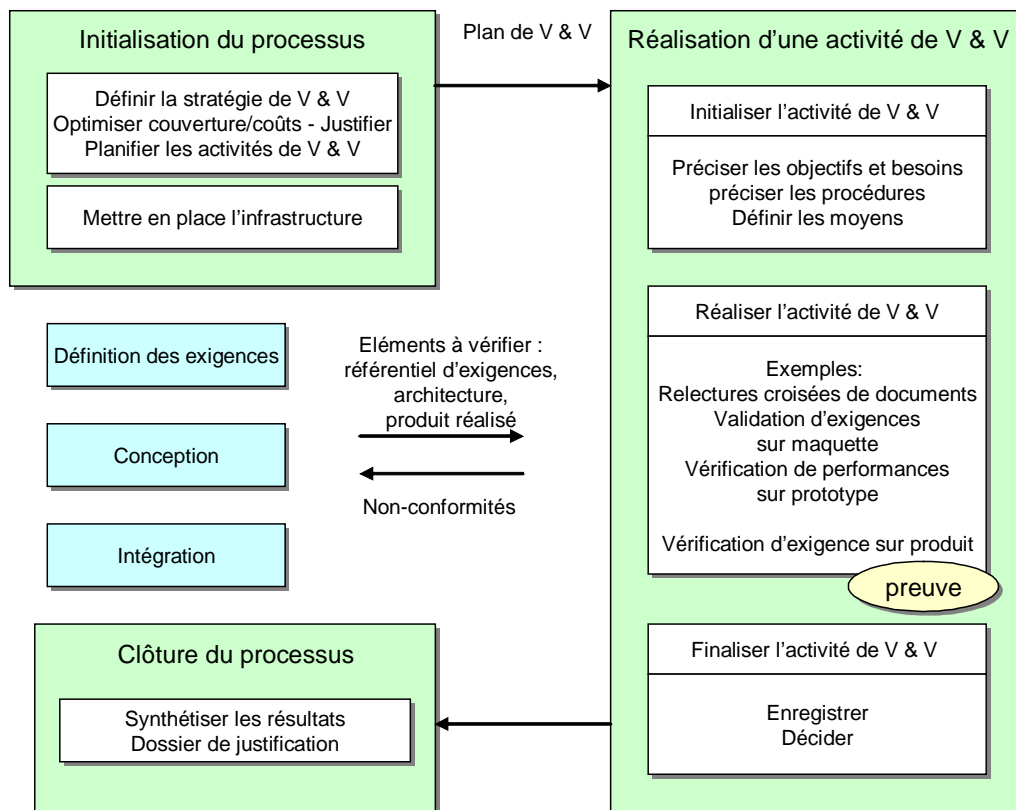 Initialisation du processus
Définir la stratégie de V & V
Optimiser couverture/coûts - Justifier
Planifier les activités de V & V
Mettre en place l’infrastructure
Plan de V & V
Réalisation d’une activité de V & V
Initialiser l’activité de V & V
Préciser les objectifs et besoins
préciser les procédures
Définir les moyens
Définition des exigences
Conception
Intégration
Eléments à vérifier :
référentiel d’exigences,
architecture,
produit réalisé
Non-conformités
Réaliser l’activité de V & V
Exemples:
Relectures croisées de documents
Validation d’exigences
sur maquette
Vérification de performances
sur prototype
Vérification d’exigence sur produit
preuve
Clôture du processus
Synthétiser les résultats
Dossier de justification
Finaliser l’activité de V & V
Enregistrer
Décider